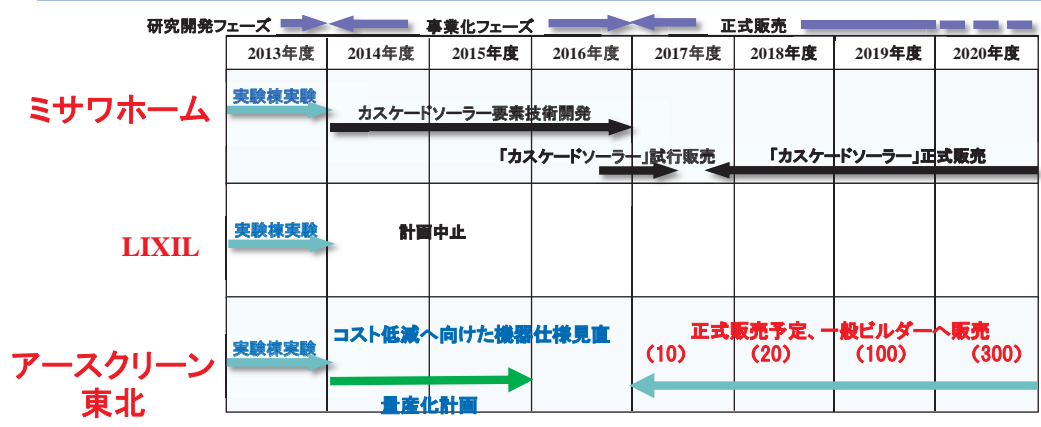 研究開発フェーズ 事業化フェーズ 正式販売
2013年度 2014年度 2015年度 2016年度 2017年度 2018年度 2019年度 2020年度
ミサワホーム
実験棟実験
カスケードソーラー要素技術開発
「カスケードソーラー」試行販売
「カスケードソーラー」正式販売
LIXIL
実験棟実験
計画中止
アースクリーン
東北
実験棟実験
コスト低減へ向けた機器仕様見直
量産化計画
正式販売予定、一般ビルダーへ販売
(10) (20) (100) (300)